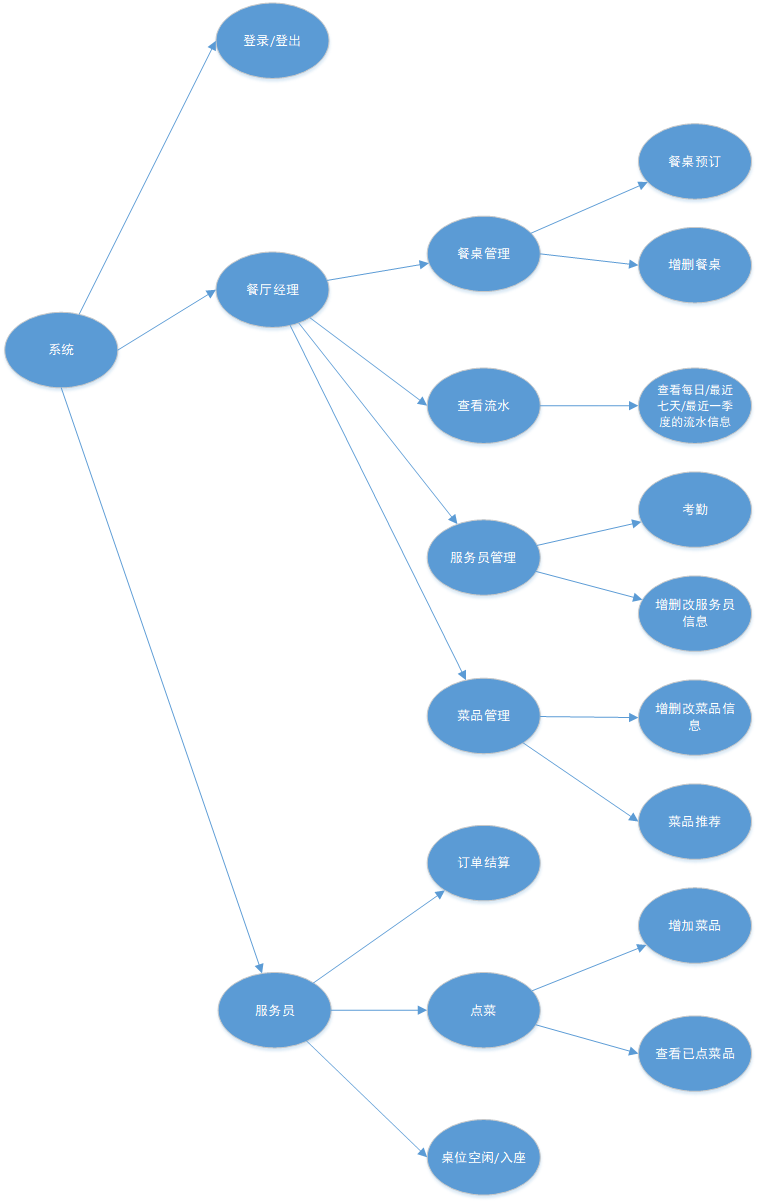 登录/登出
餐桌预订
餐桌管理
增删餐桌
餐厅经理
系统
查看流水
查看每日/最近
七天/最近一季
度的流水信息
考勤
服务员管理
增删改服务员
信息
菜品管理
增删改菜品信
息
菜品推荐
订单结算
增加菜品
服务员
点菜
查看已点菜品
桌位空闲/入座